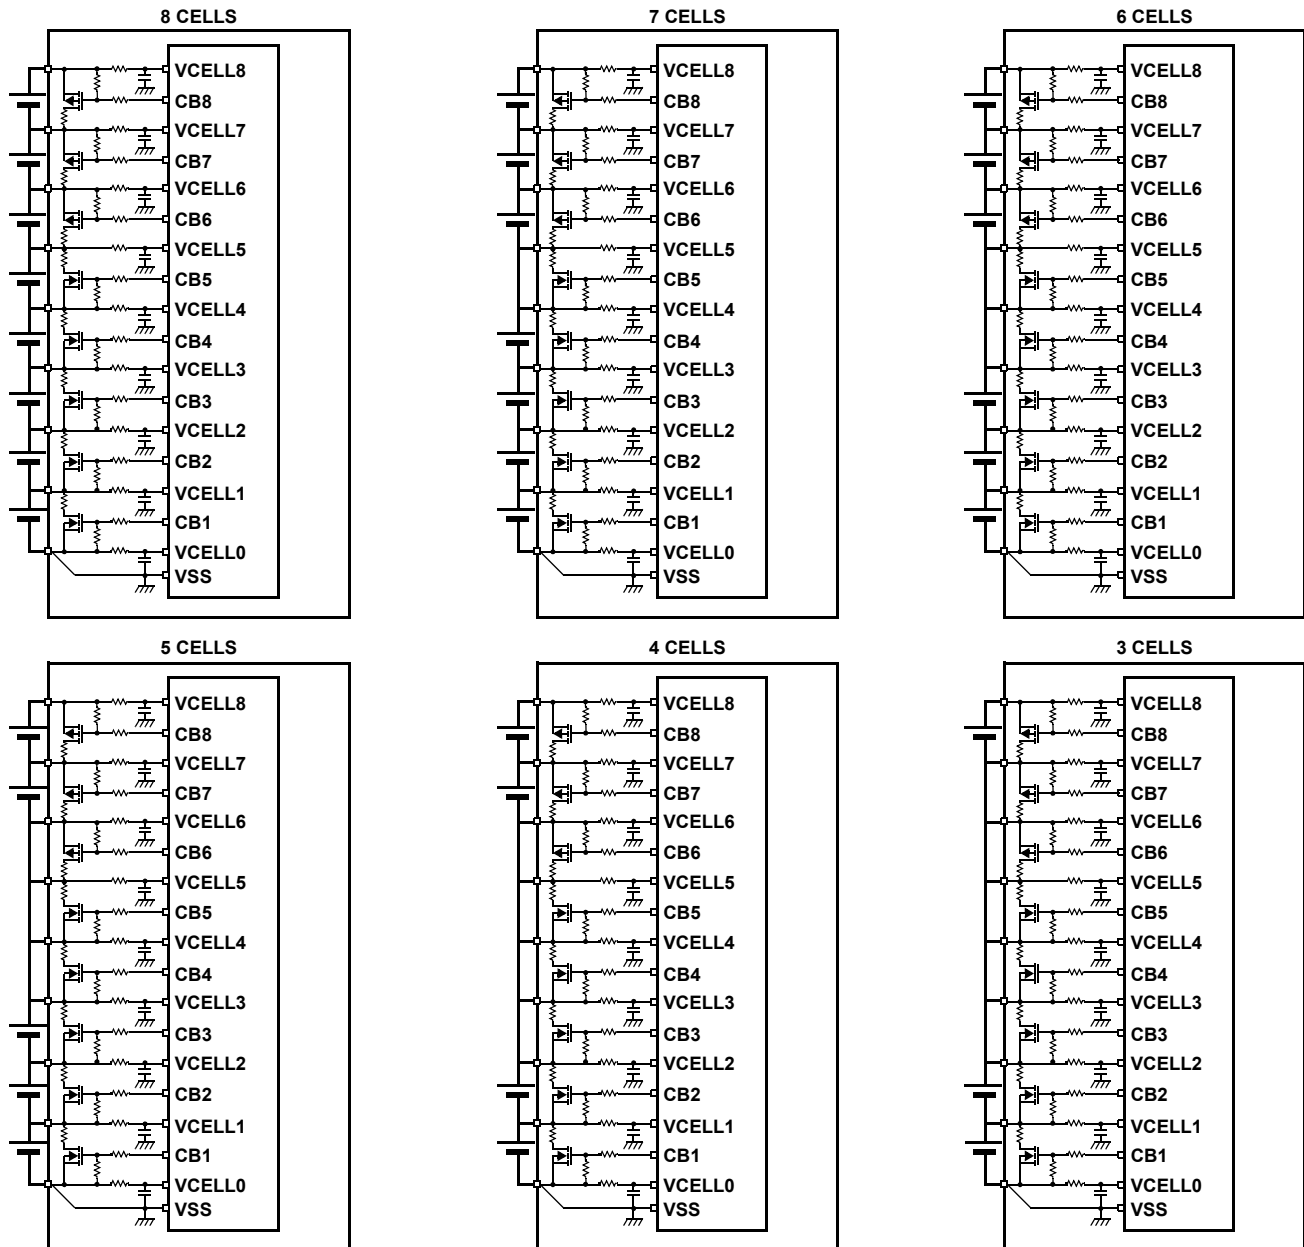 8 CELLS
VCELL8
CB8
VCELL7
CB7
VCELL6
CB6
VCELL5
CB5
VCELL4
CB4
VCELL3
CB3
VCELL2
CB2
VCELL1
CB1
VCELL0
VSS
7 CELLS
VCELL8
CB8
VCELL7
CB7
VCELL6
CB6
VCELL5
CB5
VCELL4
CB4
VCELL3
CB3
VCELL2
CB2
VCELL1
CB1
VCELL0
VSS
6 CELLS
VCELL8
CB8
VCELL7
CB7
VCELL6
CB6
VCELL5
CB5
VCELL4
CB4
VCELL3
CB3
VCELL2
CB2
VCELL1
CB1
VCELL0
VSS
5 CELLS
VCELL8
CB8
VCELL7
CB7
VCELL6
CB6
VCELL5
CB5
VCELL4
CB4
VCELL3
CB3
VCELL2
CB2
VCELL1
CB1
VCELL0
VSS
4 CELLS
VCELL8
CB8
VCELL7
CB7
VCELL6
CB6
VCELL5
CB5
VCELL4
CB4
VCELL3
CB3
VCELL2
CB2
VCELL1
CB1
VCELL0
VSS
3 CELLS
VCELL8
CB8
VCELL7
CB7
VCELL6
CB6
VCELL5
CB5
VCELL4
CB4
VCELL3
CB3
VCELL2
CB2
VCELL1
CB1
VCELL0
VSS